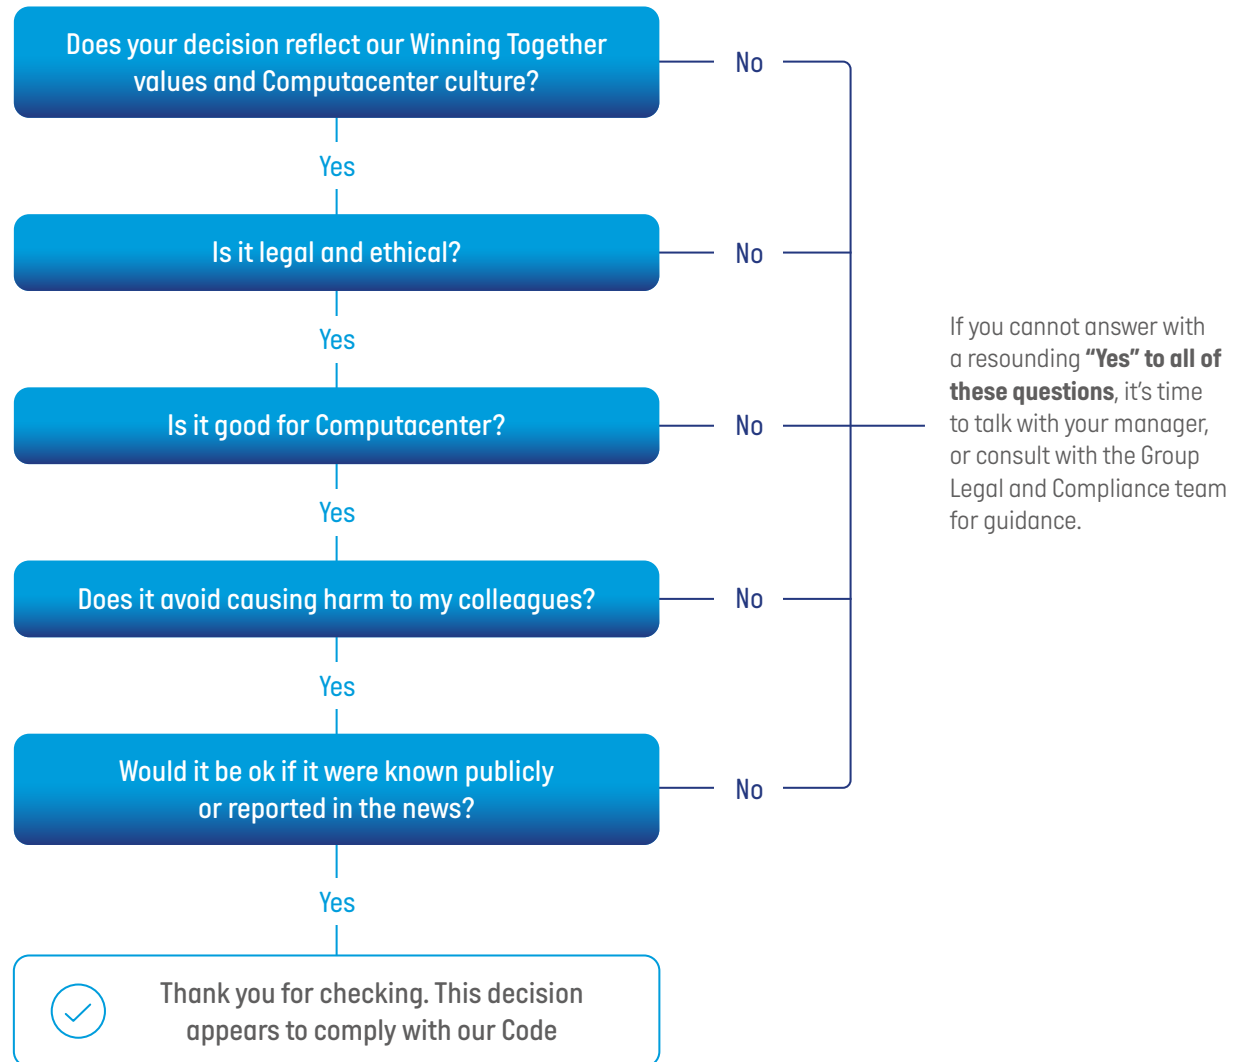 Does your decision reflect our Winning Together
values and Computacenter culture?
No
Yes
Is it legal and ethical?
No
Yes
Is it good for Computacenter?
No
Yes
Does it avoid causing harm to my colleagues?
No
Yes
Would it be ok if it were known publicly
or reported in the news?
No
Yes
Thank you for checking. This decision
appears to comply with our Code
If you cannot answer with
a resounding “Yes” to all of
these questions, it’s time
to talk with your manager,
or consult with the Group
Legal and Compliance team
for guidance.